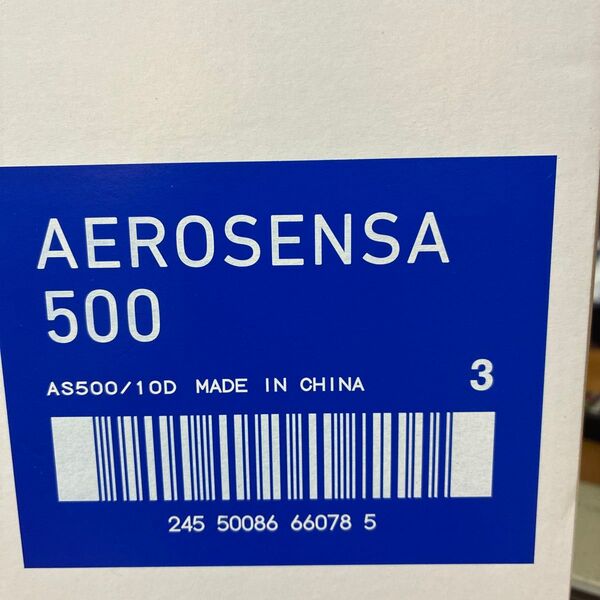 AEROSENSA
500
AS500/10D MADE IN CHINA 3
245 50086 66078 5